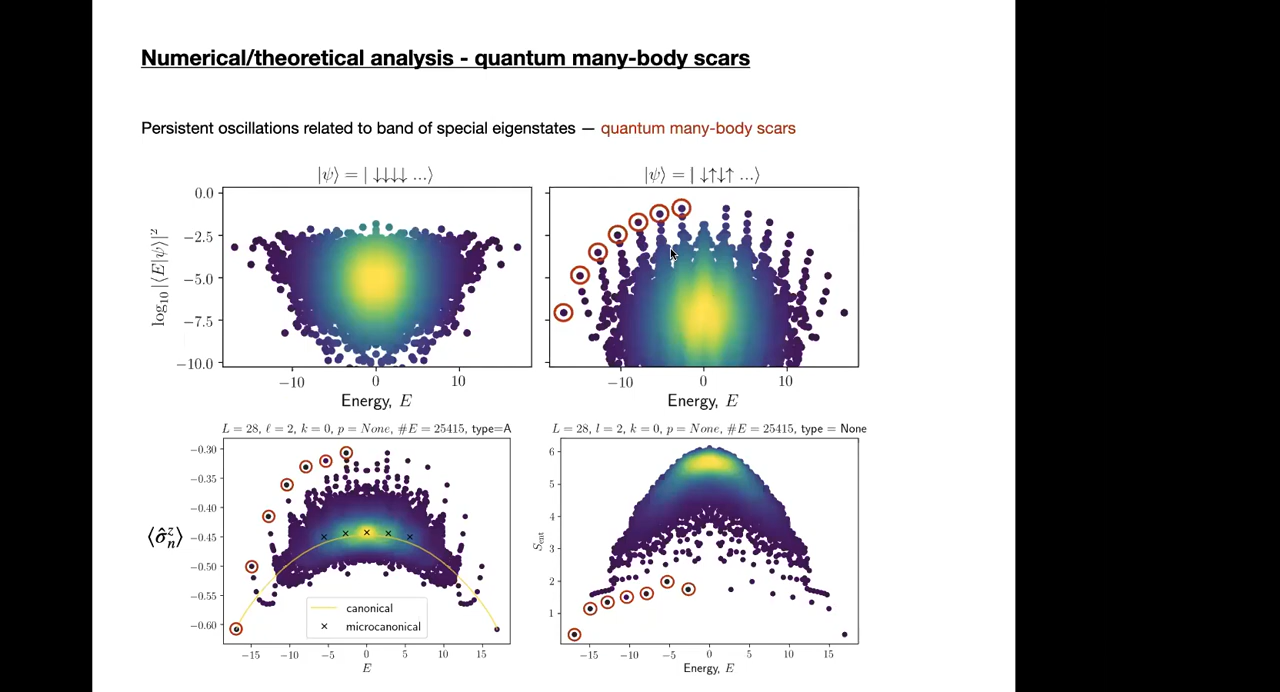 Numerical/theoretical analysis - quantum many-body scars
Persistent oscillations related to band of special eigenstates — quantum many-body scars
|ψ⟩ = | ↓↓↓↓ ...⟩
|ψ⟩ = | ↓↑↓↑ ...⟩
log₁₀ |⟨E|ψ⟩|²
0.0
−2.5
−5.0
−7.5
−10.0
−10 0 10
−10 0 10
Energy, E
Energy, E
L = 28, ℓ = 2, k = 0, p = None, #E = 25415, type=A
L = 28, l = 2, k = 0, p = None, #E = 25415, type = None
⟨σ̂ᶻₙ⟩
−0.30
−0.35
−0.40
−0.45
−0.50
−0.55
−0.60
canonical
microcanonical
−15 −10 −5 0 5 10 15
E
S_ent
6
5
4
3
2
1
−15 −10 −5 0 5 10 15
Energy, E